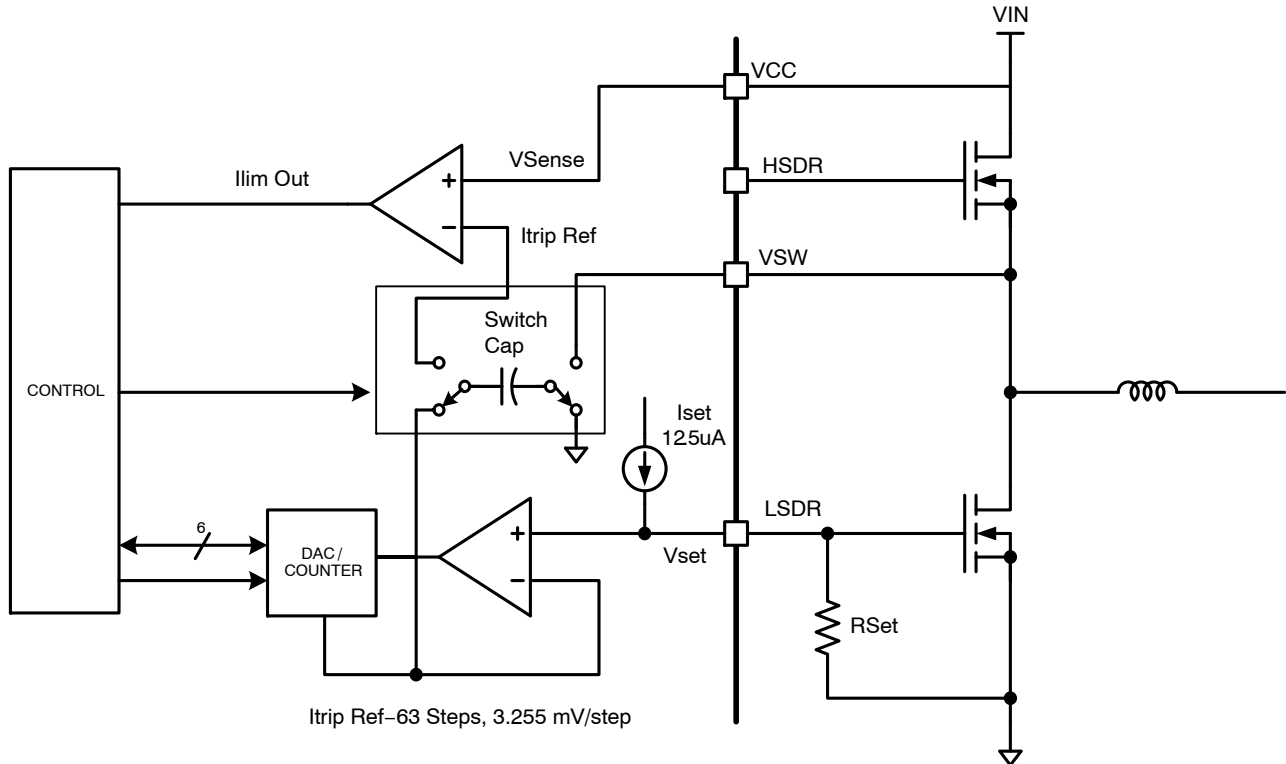 VIN
VCC
VSense
HSDR
Ilim Out
Itrip Ref
VSW
Switch
Cap
CONTROL
Iset
12.5uA
LSDR
6
DAC /
COUNTER
Vset
RSet
Itrip Ref–63 Steps, 3.255 mV/step